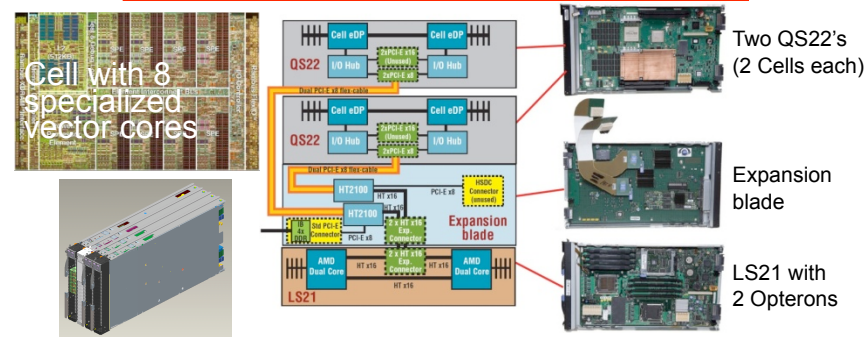 Cell with 8
specialized
vector cores
SPE
SPE
SPE
QS22
Cell eDP
Cell eDP
2xPCI-E x16
(Unused)
I/O Hub
I/O Hub
2xPCI-E x8
Dual PCI-E x8 flex-cable
QS22
Cell eDP
Cell eDP
2xPCI-E x16
(Unused)
I/O Hub
I/O Hub
2xPCI-E x8
Dual PCI-E x8 flex-cable
HT2100
HT x16
PCI-E x8
HSDC
Connector
(unused)
HT2100
HT x16
IB
4x
DDR
Std PCI-E
Connector
PCI-E x8
2 x HT x16
Exp.
Connector
Expansion
blade
2 x HT x16
Exp.
Connector
AMD
Dual Core
HT x16
HT x16
AMD
Dual Core
HT x16
LS21
Two QS22's
(2 Cells each)
Expansion
blade
LS21 with
2 Opterons